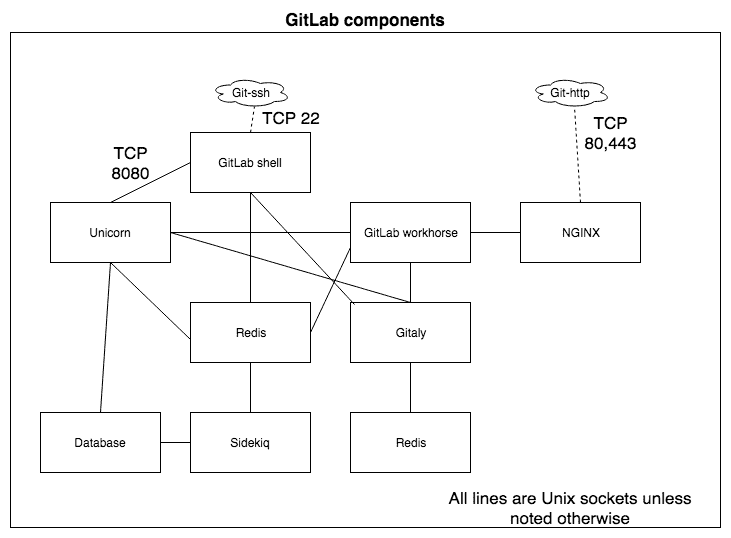 GitLab components
Git-ssh
Git-http
TCP 22
TCP
80,443
TCP
8080
GitLab shell
Unicorn
GitLab workhorse
NGINX
Redis
Gitaly
Database
Sidekiq
Redis
All lines are Unix sockets unless
noted otherwise